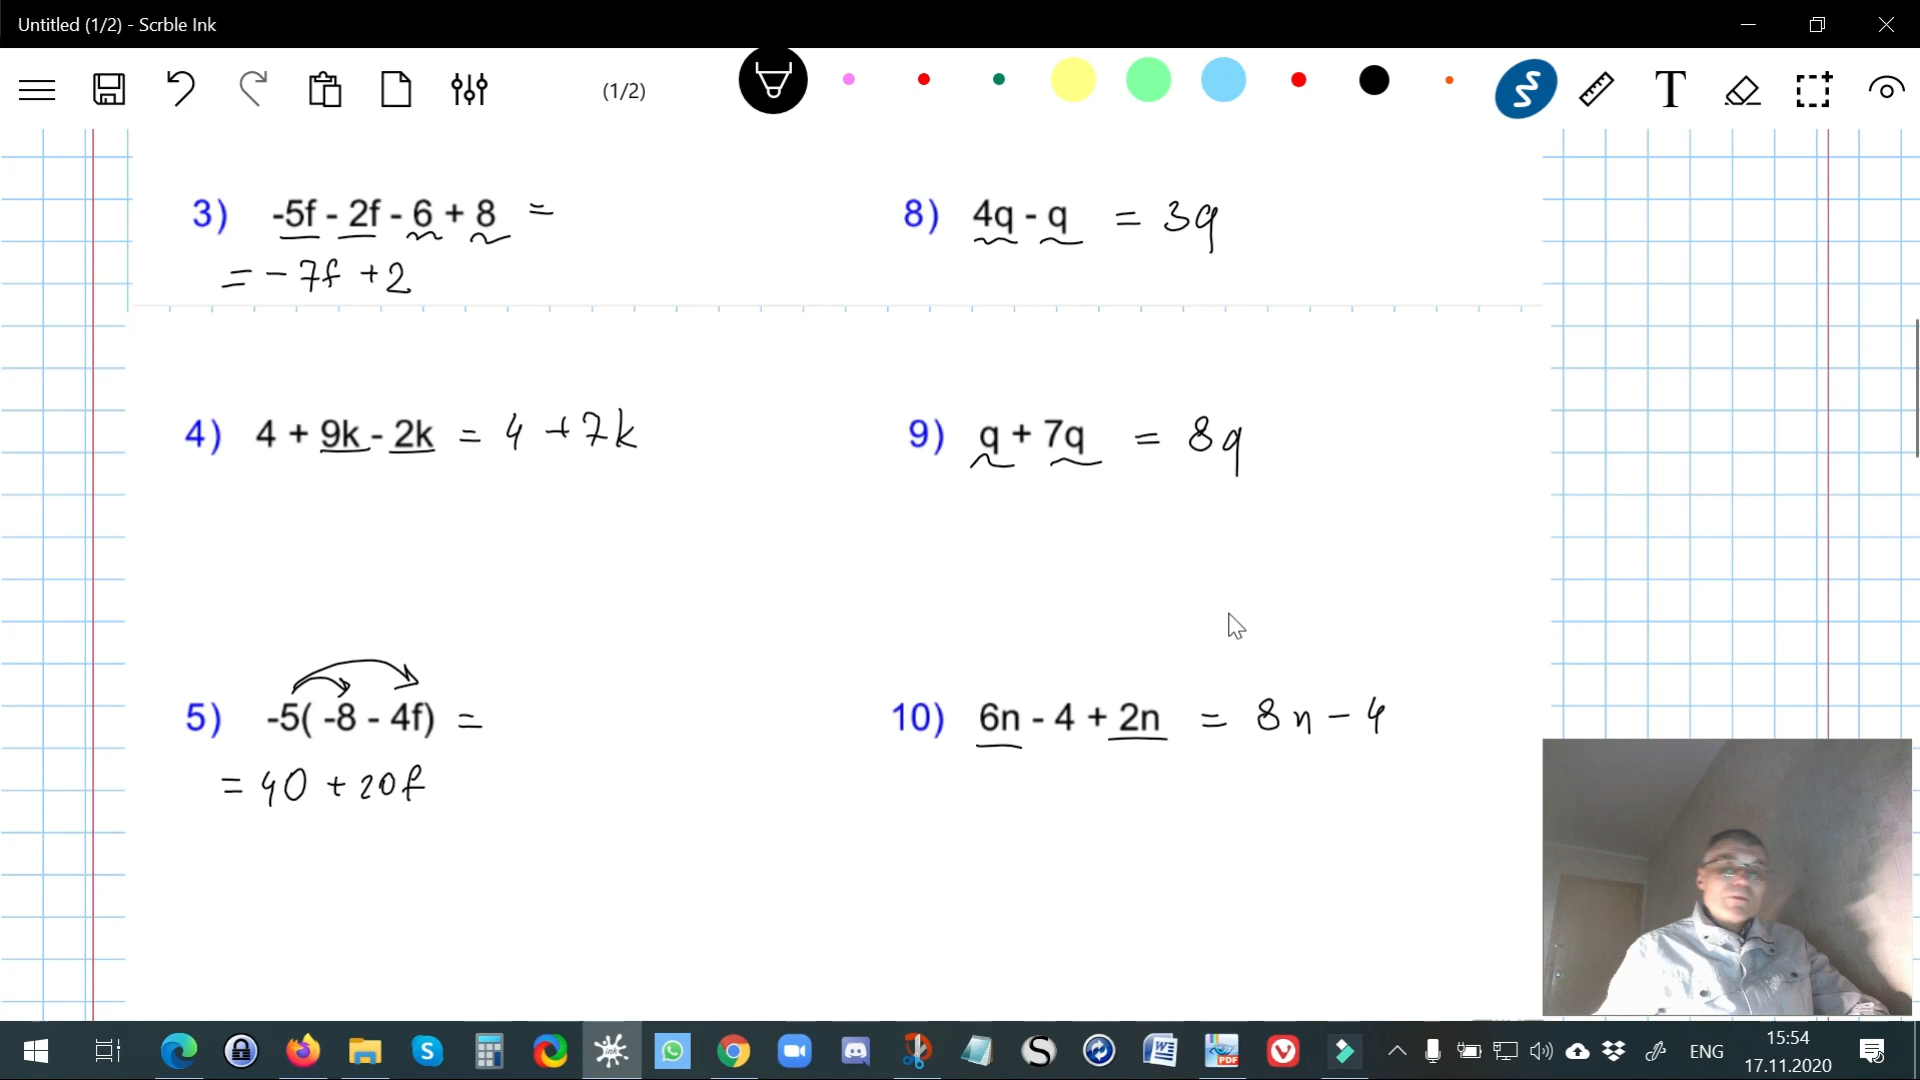 Untitled (1/2) - Scrble Ink
(1/2)
T
3) -5f - 2f - 6 + 8 =
= - 7f + 2
8) 4q - q = 3q
4) 4 + 9k - 2k = 4 + 7k
9) q + 7q = 8q
5) -5( -8 - 4f) =
= 40 + 20f
10) 6n - 4 + 2n = 8n - 4
ink
PDF
ENG
15:54
17.11.2020